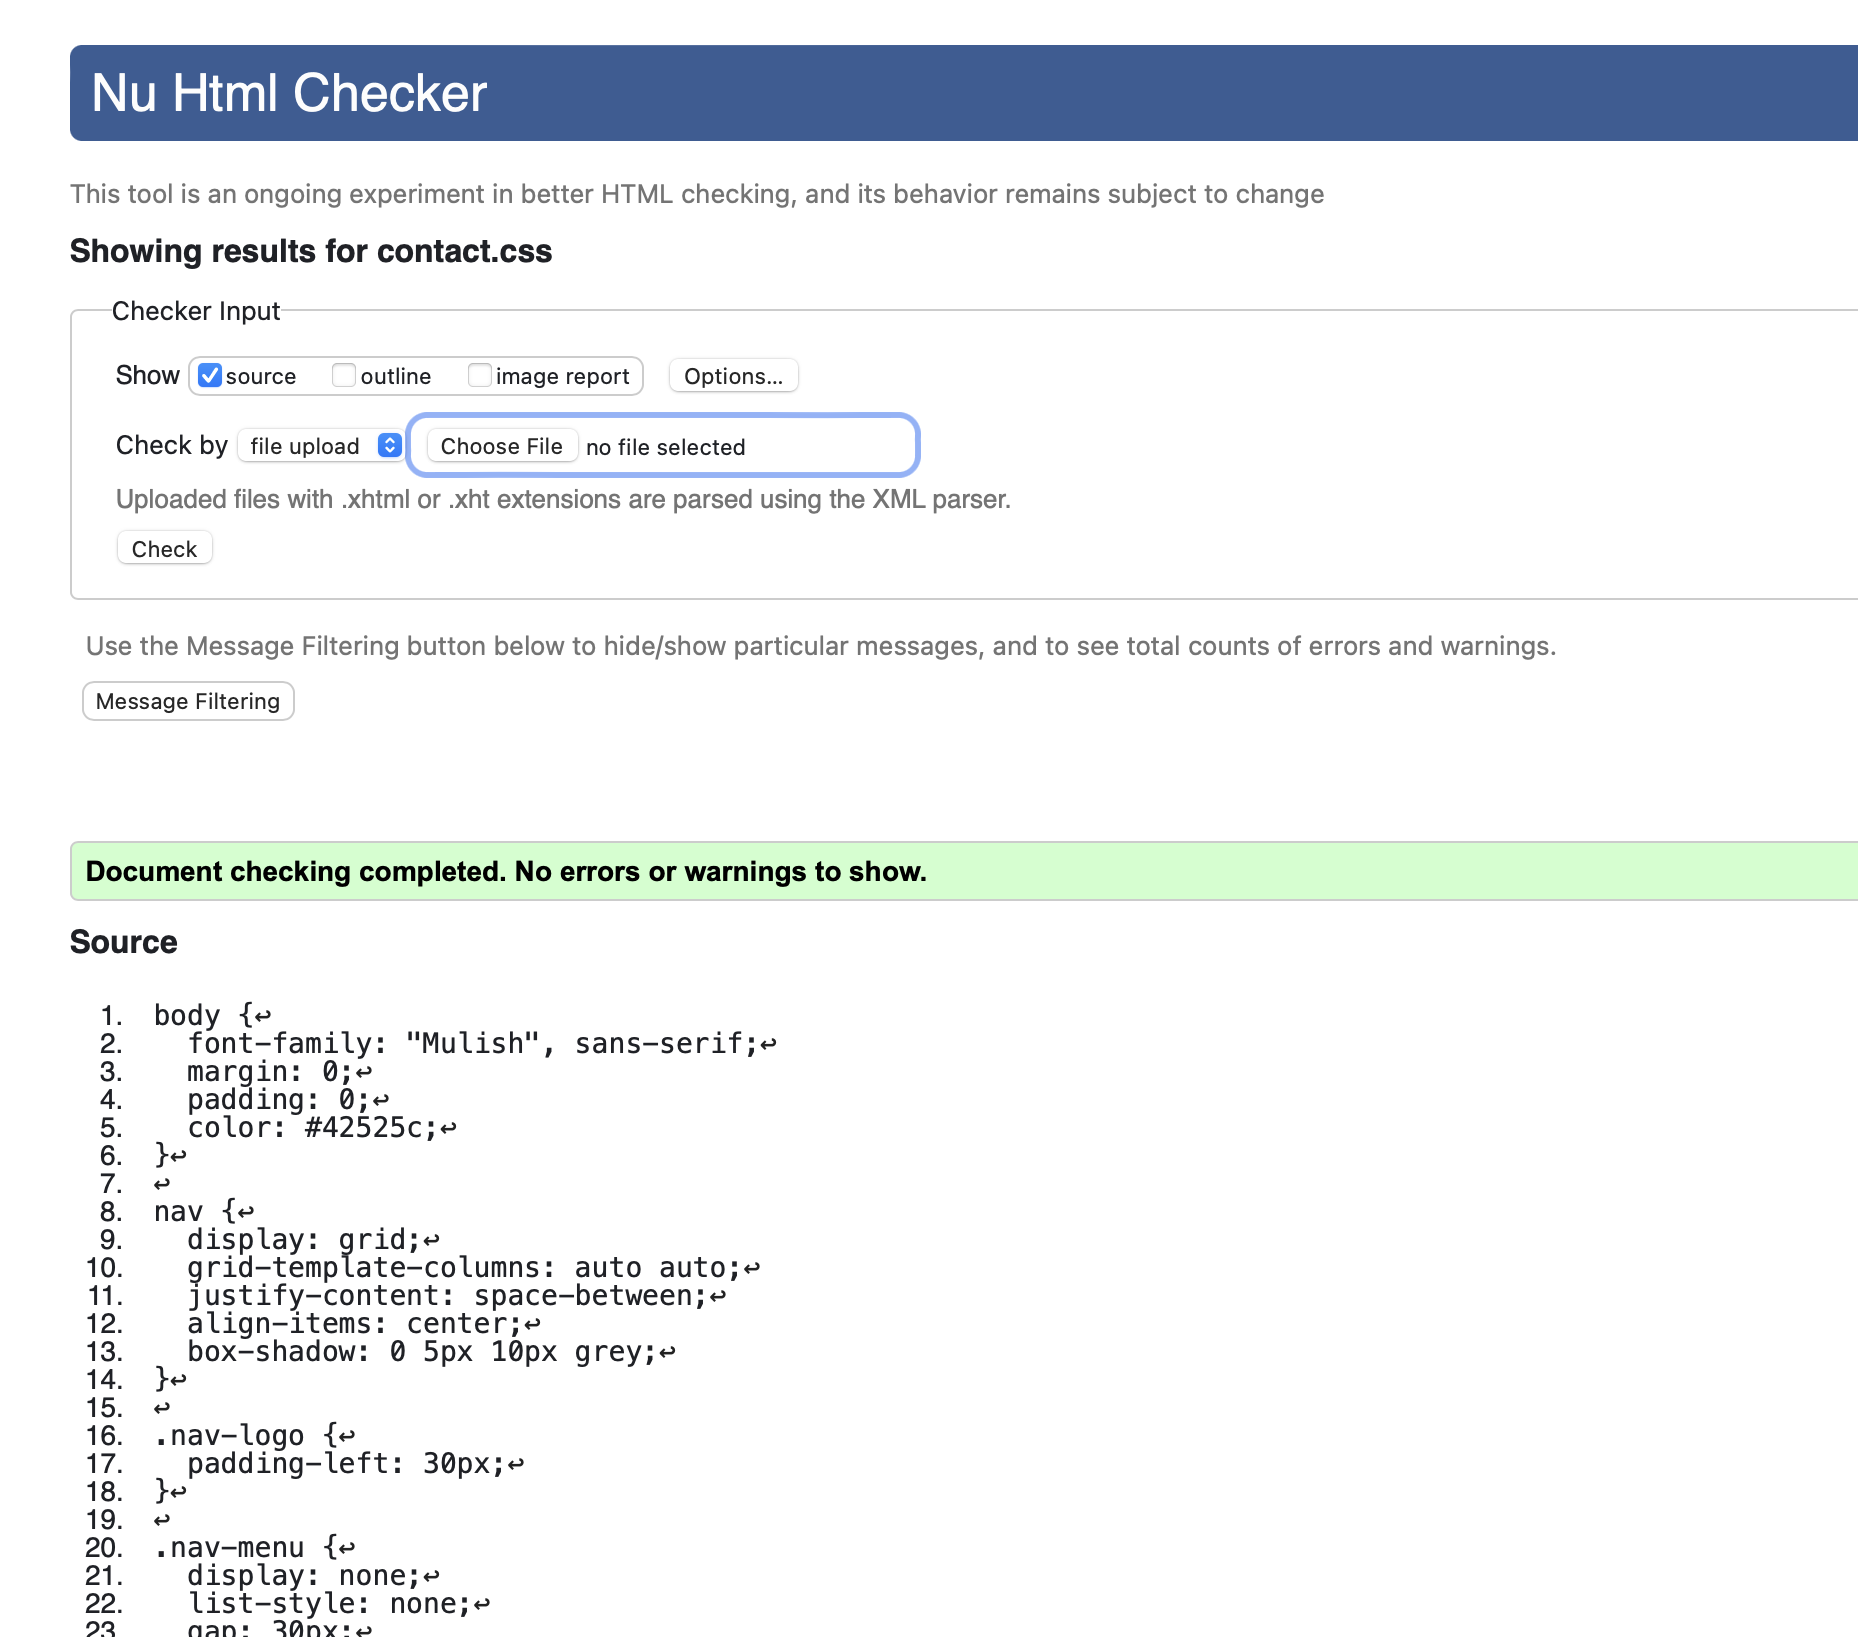 Nu Html Checker
This tool is an ongoing experiment in better HTML checking, and its behavior remains subject to change
Showing results for contact.css
Checker Input
Show source outline image report Options...
Check by file upload Choose File no file selected
Uploaded files with .xhtml or .xht extensions are parsed using the XML parser.
Check
Use the Message Filtering button below to hide/show particular messages, and to see total counts of errors and warnings.
Message Filtering
Document checking completed. No errors or warnings to show.
Source
1. body {↩
2. font-family: "Mulish", sans-serif;↩
3. margin: 0;↩
4. padding: 0;↩
5. color: #42525c;↩
6. }↩
7. ↩
8. nav {↩
9. display: grid;↩
10. grid-template-columns: auto auto;↩
11. justify-content: space-between;↩
12. align-items: center;↩
13. box-shadow: 0 5px 10px grey;↩
14. }↩
15. ↩
16. .nav-logo {↩
17. padding-left: 30px;↩
18. }↩
19. ↩
20. .nav-menu {↩
21. display: none;↩
22. list-style: none;↩
23. gap: 30px;↩